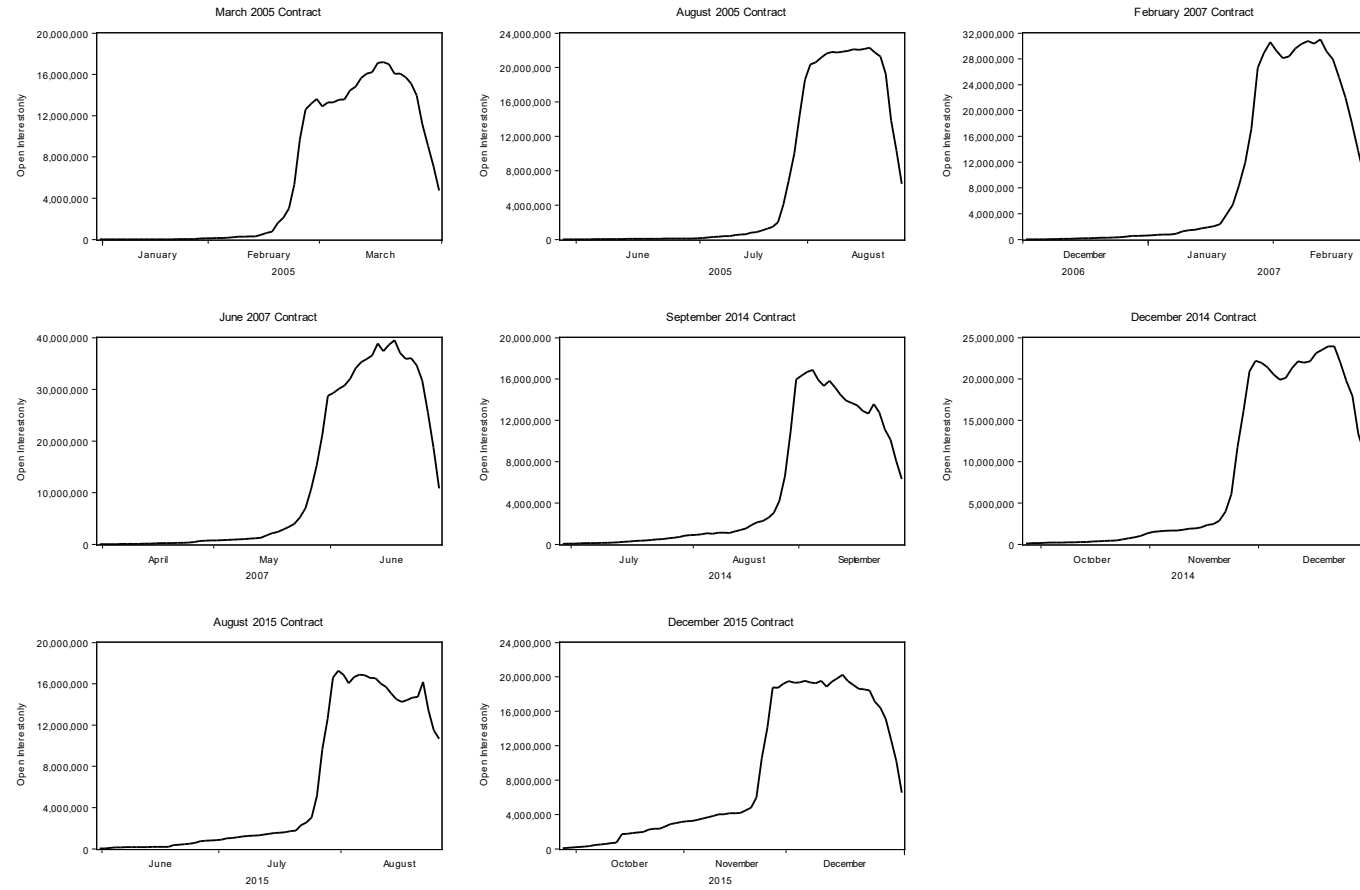 March 2005 Contract
20,000,000
16,000,000
12,000,000
8,000,000
4,000,000
0
Open Interestonly
January February March
2005
August 2005 Contract
24,000,000
20,000,000
16,000,000
12,000,000
8,000,000
4,000,000
0
Open Interestonly
June July August
2005
February 2007 Contract
32,000,000
28,000,000
24,000,000
20,000,000
16,000,000
12,000,000
8,000,000
4,000,000
0
Open Interestonly
December January February
2006 2007
June 2007 Contract
40,000,000
30,000,000
20,000,000
10,000,000
0
Open Interestonly
April May June
2007
September 2014 Contract
20,000,000
16,000,000
12,000,000
8,000,000
4,000,000
0
Open Interestonly
July August September
2014
December 2014 Contract
25,000,000
20,000,000
15,000,000
10,000,000
5,000,000
0
Open Interestonly
October November December
2014
August 2015 Contract
20,000,000
16,000,000
12,000,000
8,000,000
4,000,000
0
Open Interestonly
June July August
2015
December 2015 Contract
24,000,000
20,000,000
16,000,000
12,000,000
8,000,000
4,000,000
0
Open Interestonly
October November December
2015